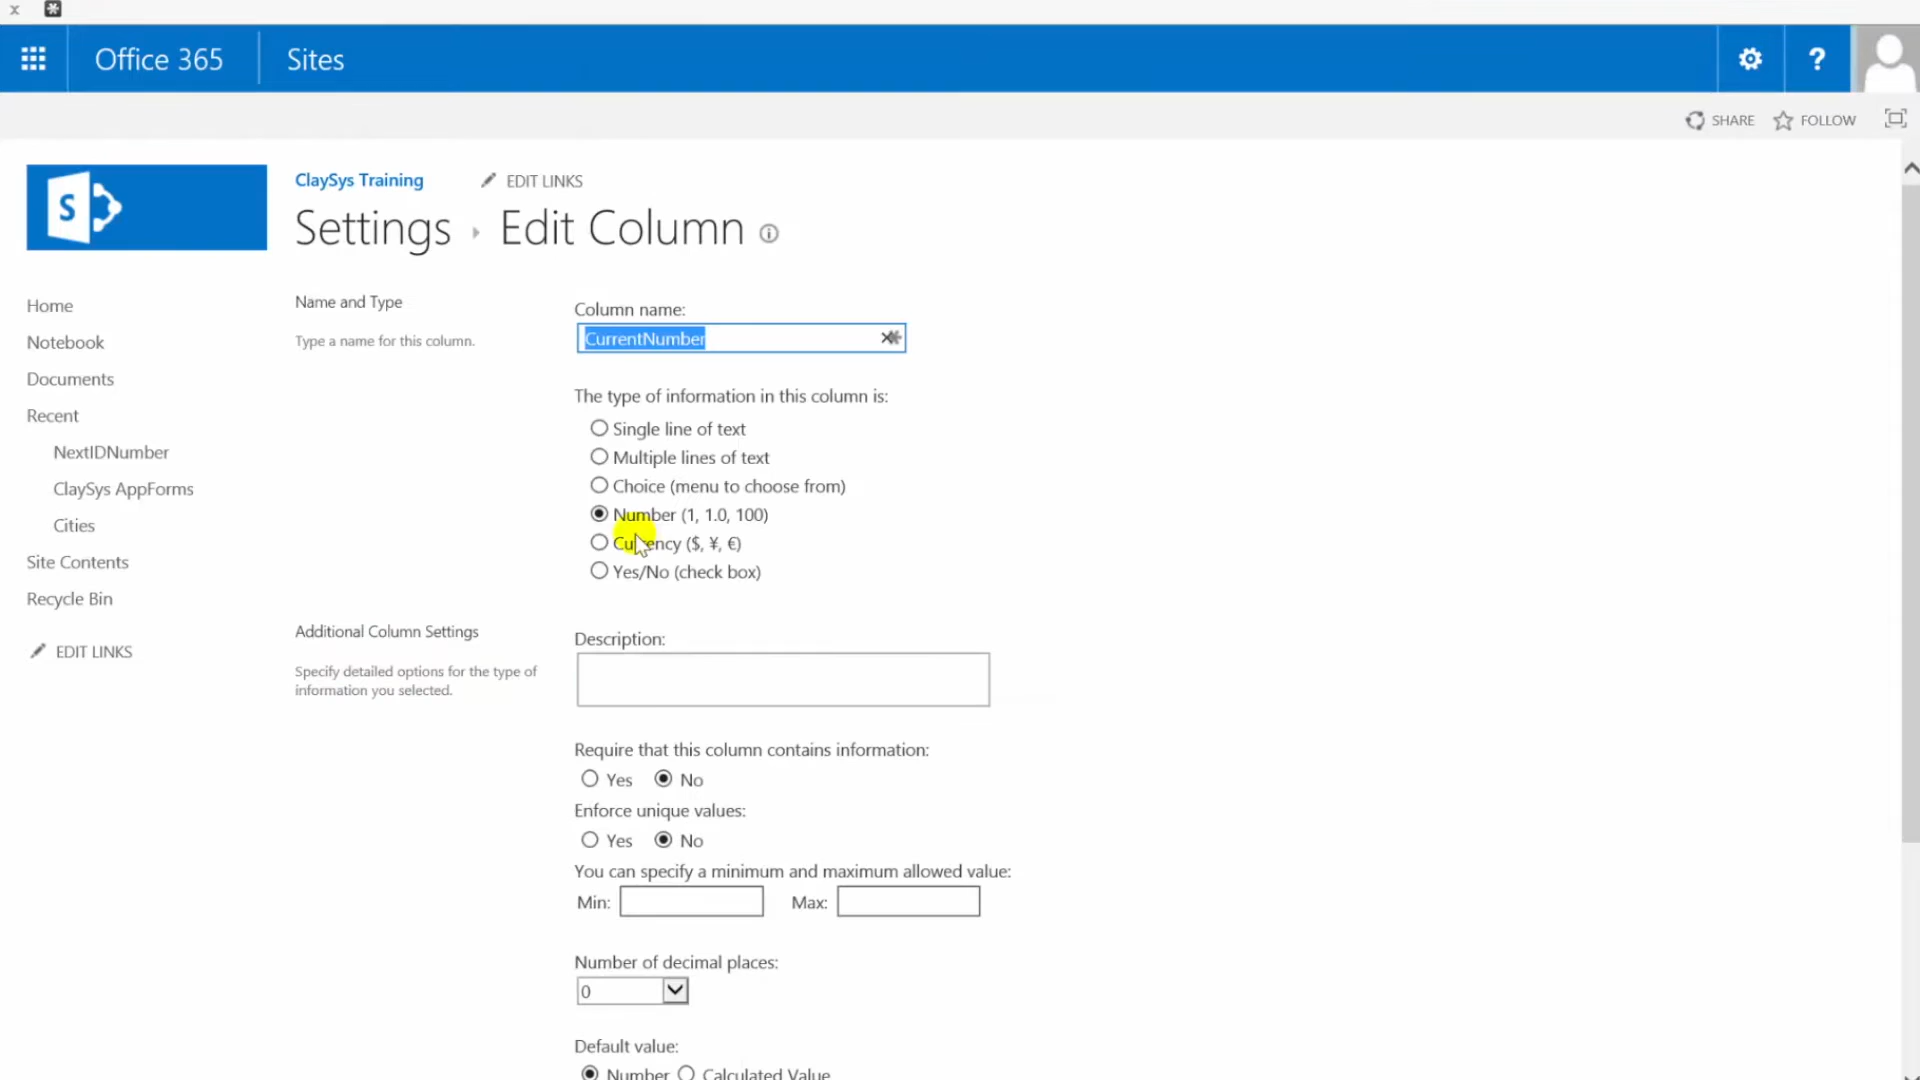 x
Office 365
Sites
?
SHARE
FOLLOW
S
ClaySys Training
EDIT LINKS
Settings
Edit Column
Home
Notebook
Documents
Recent
NextIDNumber
ClaySys AppForms
Cities
Site Contents
Recycle Bin
EDIT LINKS
Name and Type
Type a name for this column.
Column name:
CurrentNumber
The type of information in this column is:
Single line of text
Multiple lines of text
Choice (menu to choose from)
Number (1, 1.0, 100)
Currency ($, ¥, €)
Yes/No (check box)
Additional Column Settings
Specify detailed options for the type of
information you selected.
Description:
Require that this column contains information:
Yes No
Enforce unique values:
Yes No
You can specify a minimum and maximum allowed value:
Min: Max:
Number of decimal places:
0
Default value:
Number Calculated Value